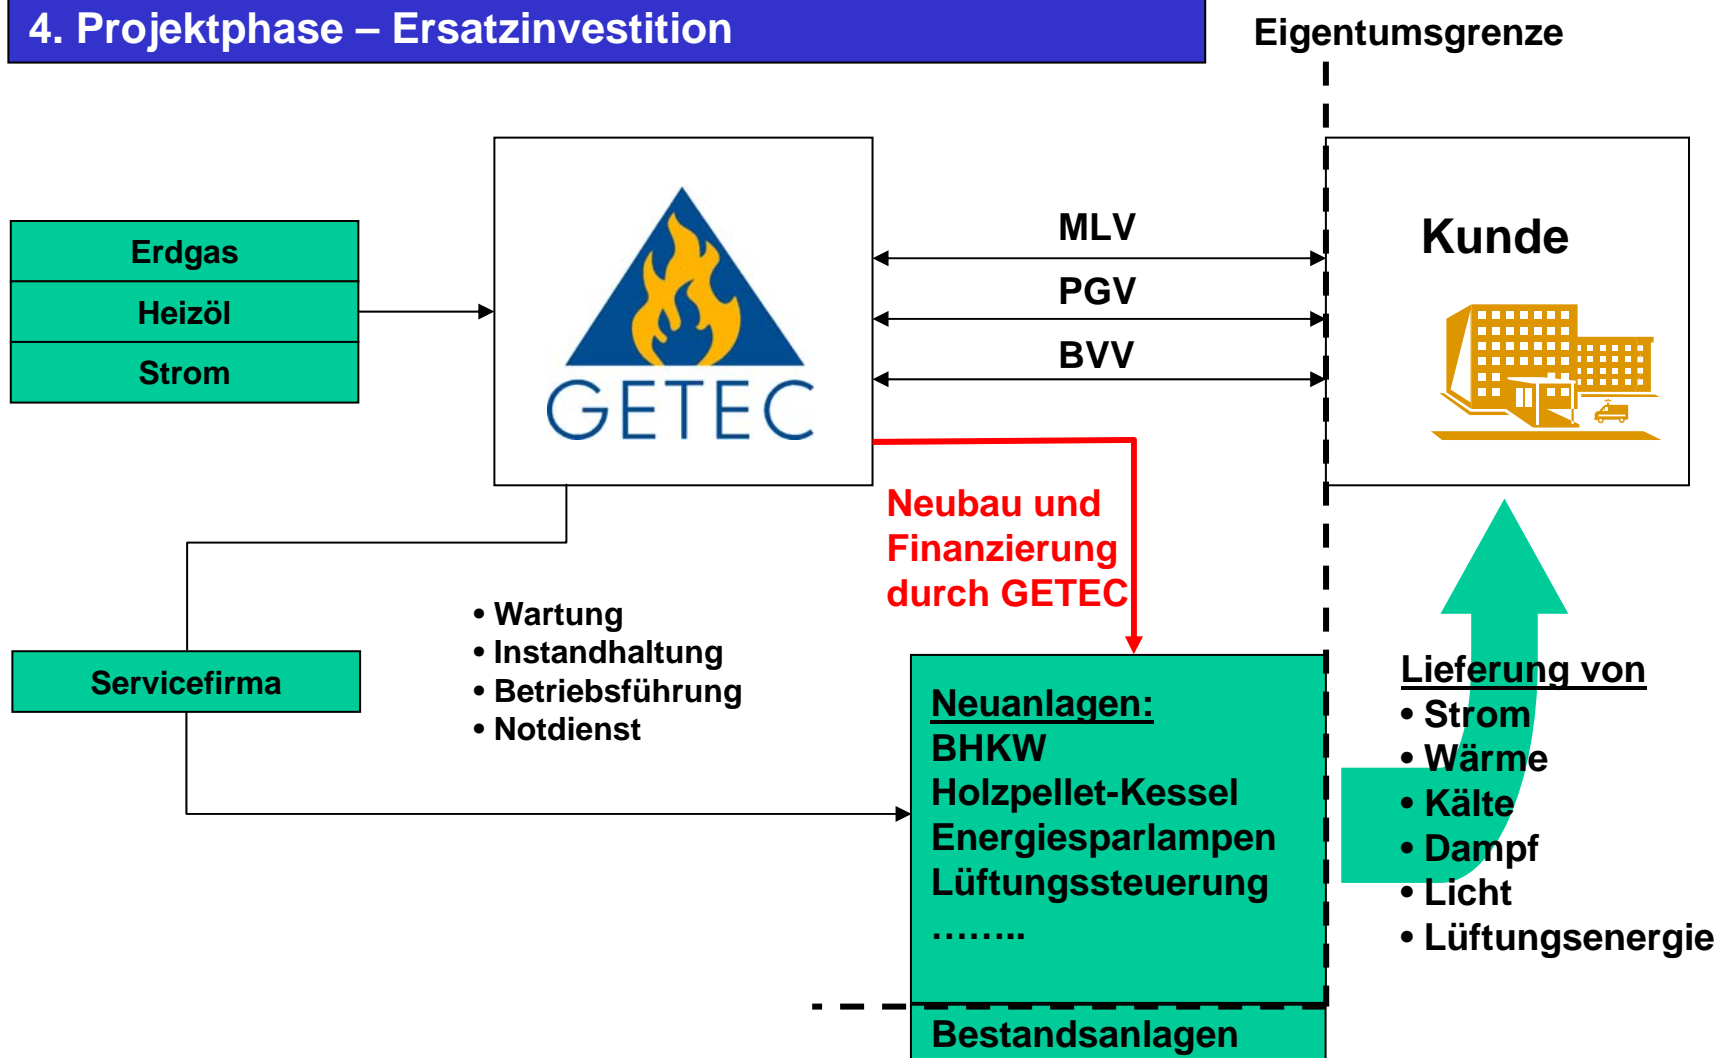 4. Projektphase – Ersatzinvestition
Eigentumsgrenze
Erdgas
Heizöl
Strom
GETEC
MLV
PGV
BVV
Kunde
Neubau und
Finanzierung
durch GETEC
Servicefirma
• Wartung
• Instandhaltung
• Betriebsführung
• Notdienst
Neuanlagen:
BHKW
Holzpellet-Kessel
Energiesparlampen
Lüftungssteuerung
……..
Bestandsanlagen
Lieferung von
• Strom
• Wärme
• Kälte
• Dampf
• Licht
• Lüftungsenergie